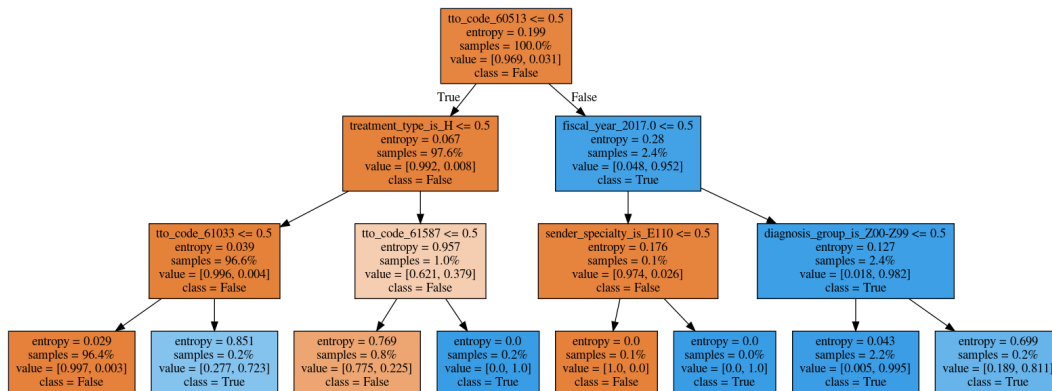 tto_code_60513 <= 0.5
entropy = 0.199
samples = 100.0%
value = [0.969, 0.031]
class = False
True
False
treatment_type_is_H <= 0.5
entropy = 0.067
samples = 97.6%
value = [0.992, 0.008]
class = False
fiscal_year_2017.0 <= 0.5
entropy = 0.28
samples = 2.4%
value = [0.048, 0.952]
class = True
tto_code_61033 <= 0.5
entropy = 0.039
samples = 96.6%
value = [0.996, 0.004]
class = False
tto_code_61587 <= 0.5
entropy = 0.957
samples = 1.0%
value = [0.621, 0.379]
class = False
sender_specialty_is_E110 <= 0.5
entropy = 0.176
samples = 0.1%
value = [0.974, 0.026]
class = False
diagnosis_group_is_Z00-Z99 <= 0.5
entropy = 0.127
samples = 2.4%
value = [0.018, 0.982]
class = True
entropy = 0.029
samples = 96.4%
value = [0.997, 0.003]
class = False
entropy = 0.851
samples = 0.2%
value = [0.277, 0.723]
class = True
entropy = 0.769
samples = 0.8%
value = [0.775, 0.225]
class = False
entropy = 0.0
samples = 0.2%
value = [0.0, 1.0]
class = True
entropy = 0.0
samples = 0.1%
value = [1.0, 0.0]
class = False
entropy = 0.0
samples = 0.0%
value = [0.0, 1.0]
class = True
entropy = 0.043
samples = 2.2%
value = [0.005, 0.995]
class = True
entropy = 0.699
samples = 0.2%
value = [0.189, 0.811]
class = True